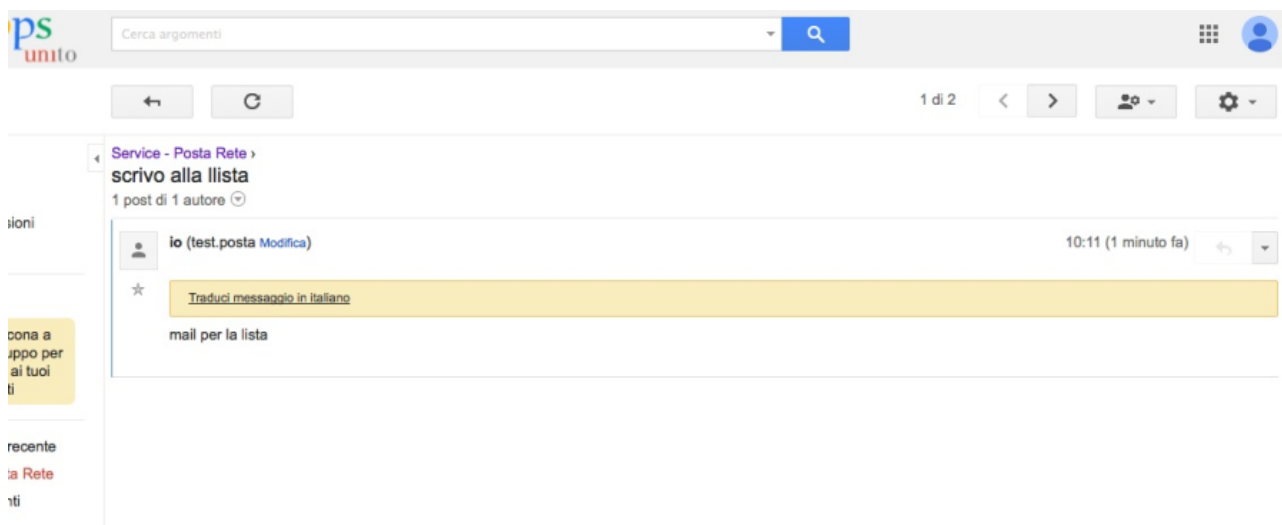 ps
unito
Cerca argomenti
1 di 2
Service - Posta Rete ›
scrivo alla llista
1 post di 1 autore
sioni
io (test.posta Modifica)
10:11 (1 minuto fa)
Traduci messaggio in italiano
mail per la lista
cona a
uppo per
ai tuoi
ti
recente
ta Rete
nti